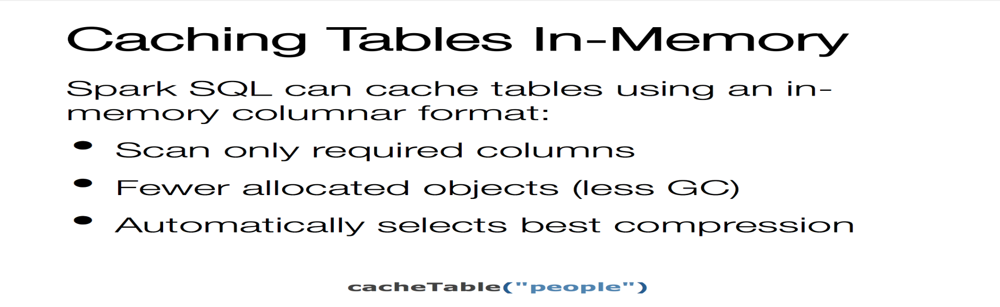 Caching Tables In-Memory
Spark SQL can cache tables using an in-
memory columnar format:
• Scan only required columns
• Fewer allocated objects (less GC)
• Automatically selects best compression
cacheTable("people")